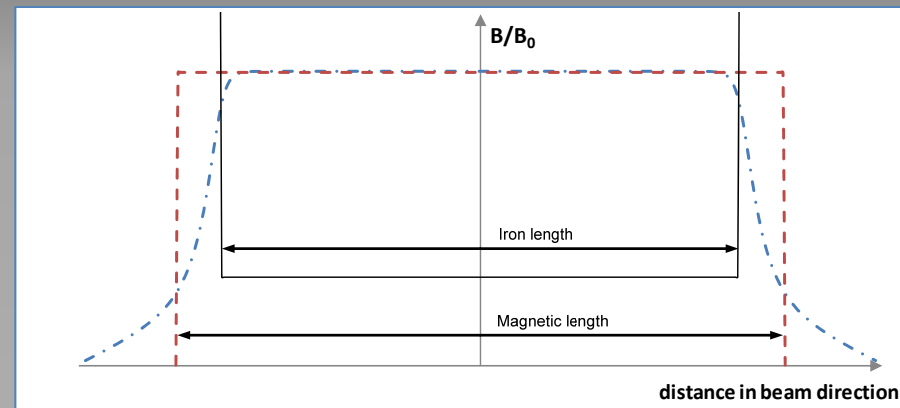 B/B₀
Iron length
Magnetic length
distance in beam direction